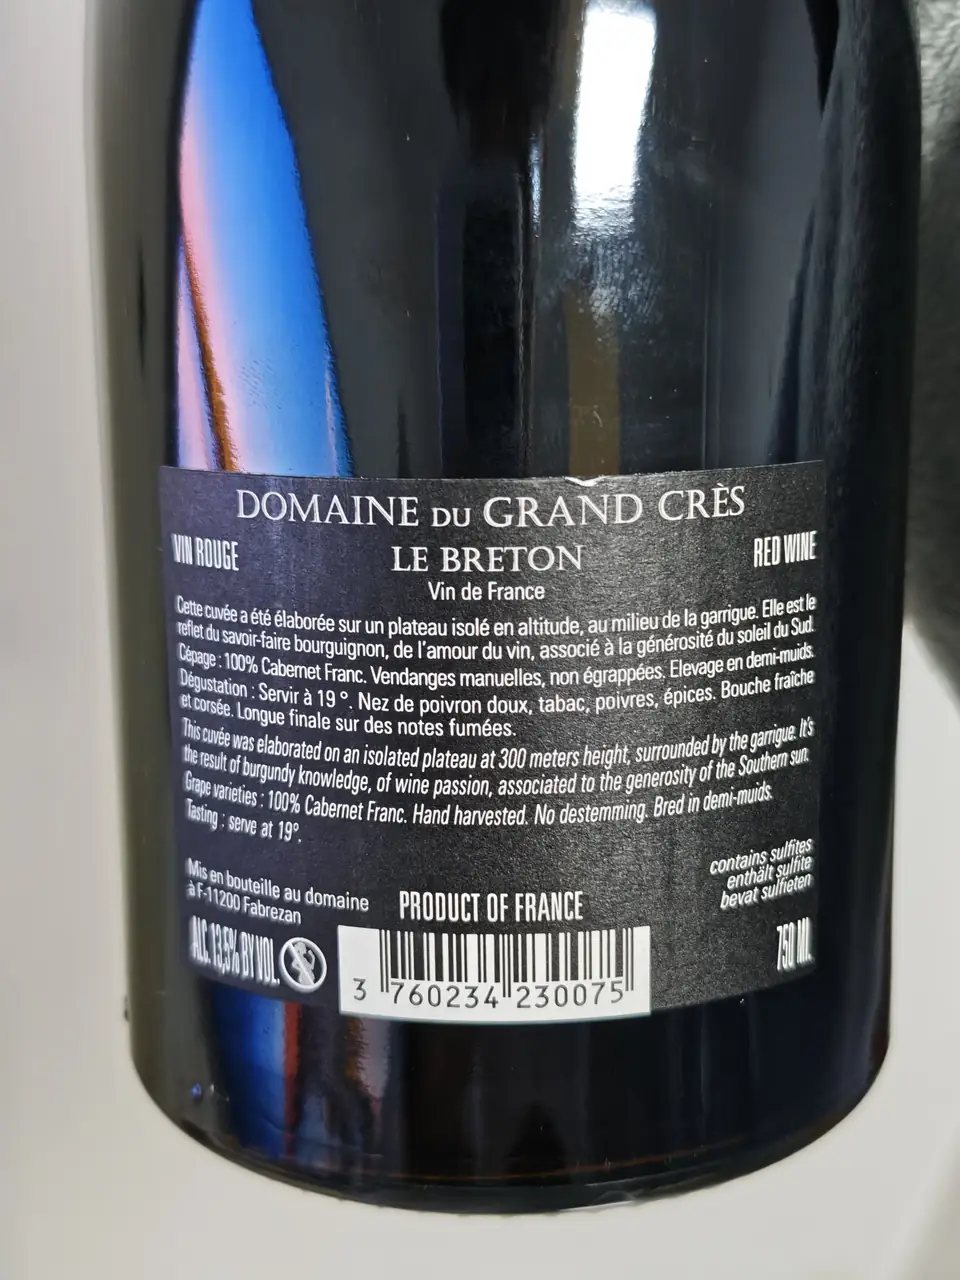 DOMAINE DU GRAND CRÈS
VIN ROUGE LE BRETON RED WINE
Vin de France
Cette cuvée a été élaborée sur un plateau isolé en altitude, au milieu de la garrigue. Elle est le
reflet du savoir-faire bourguignon, de l'amour du vin, associé à la générosité du soleil du Sud.
Cépage : 100% Cabernet Franc. Vendanges manuelles, non égrappées. Elevage en demi-muids.
Dégustation : Servir à 19°. Nez de poivron doux, tabac, poivres, épices. Bouche fraîche
et corsée. Longue finale sur des notes fumées.
This cuvée was elaborated on an isolated plateau at 300 meters height, surrounded by the garrigue. It's
the result of burgundy knowledge, of wine passion, associated to the generosity of the Southern sun.
Grape varieties : 100% Cabernet Franc. Hand harvested. No destemming. Bred in demi-muids.
Tasting : serve at 19°.
Mis en bouteille au domaine
à F-11200 Fabrezan
PRODUCT OF FRANCE
contains sulfites
enthält sulfite
bevat sulfieten
ALC. 13,5% BY VOL.
750 ML.
3 760234 230075